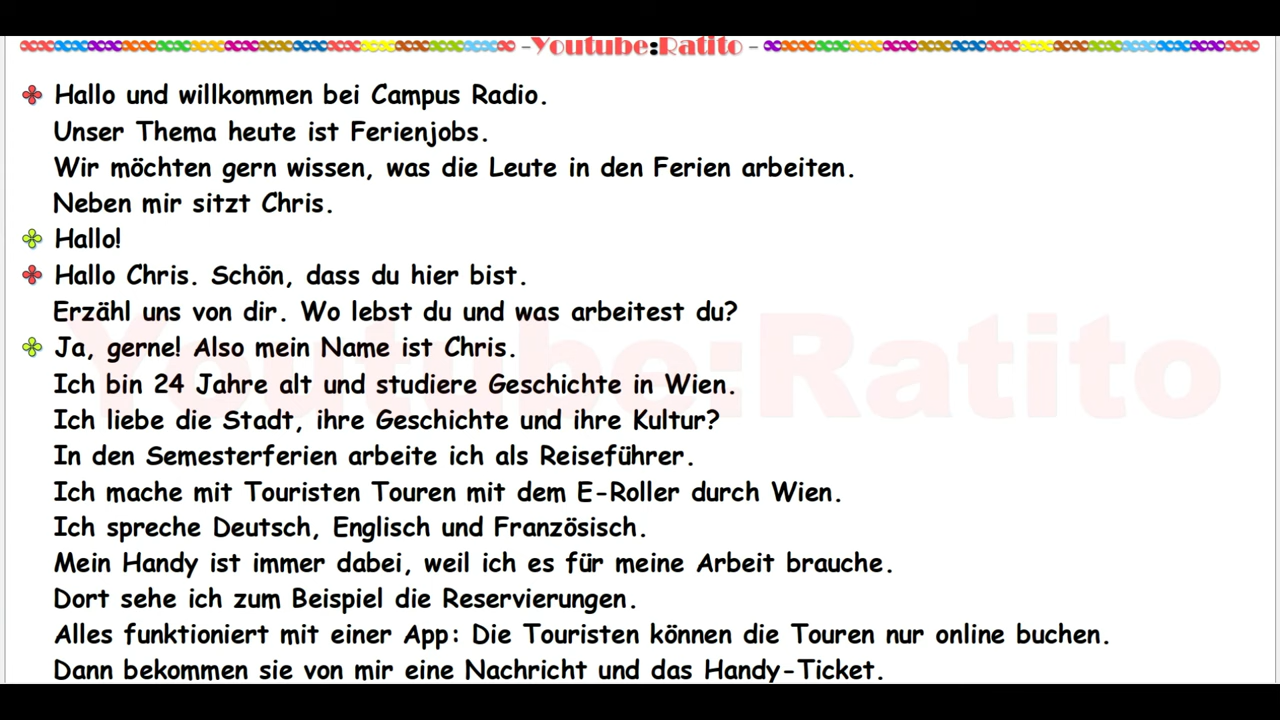 -Youtube:Ratito -
Hallo und willkommen bei Campus Radio.
Unser Thema heute ist Ferienjobs.
Wir möchten gern wissen, was die Leute in den Ferien arbeiten.
Neben mir sitzt Chris.
Hallo!
Hallo Chris. Schön, dass du hier bist.
Erzähl uns von dir. Wo lebst du und was arbeitest du?
Ja, gerne! Also mein Name ist Chris.
Ich bin 24 Jahre alt und studiere Geschichte in Wien.
Ich liebe die Stadt, ihre Geschichte und ihre Kultur?
In den Semesterferien arbeite ich als Reiseführer.
Ich mache mit Touristen Touren mit dem E-Roller durch Wien.
Ich spreche Deutsch, Englisch und Französisch.
Mein Handy ist immer dabei, weil ich es für meine Arbeit brauche.
Dort sehe ich zum Beispiel die Reservierungen.
Alles funktioniert mit einer App: Die Touristen können die Touren nur online buchen.
Dann bekommen sie von mir eine Nachricht und das Handy-Ticket.
Youtube:Ratito